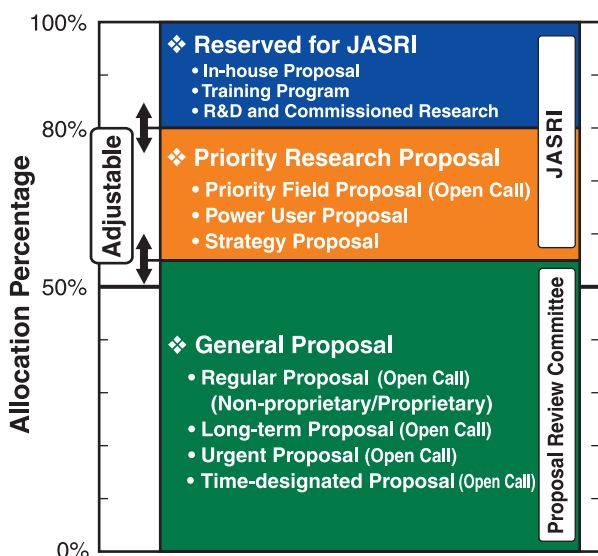 100%
80%
50%
0%
Allocation Percentage
Adjustable
❖ Reserved for JASRI
• In-house Proposal
• Training Program
• R&D and Commissioned Research
❖ Priority Research Proposal
• Priority Field Proposal (Open Call)
• Power User Proposal
• Strategy Proposal
JASRI
❖ General Proposal
• Regular Proposal (Open Call)
(Non-proprietary/Proprietary)
• Long-term Proposal (Open Call)
• Urgent Proposal (Open Call)
• Time-designated Proposal (Open Call)
Proposal Review Committee